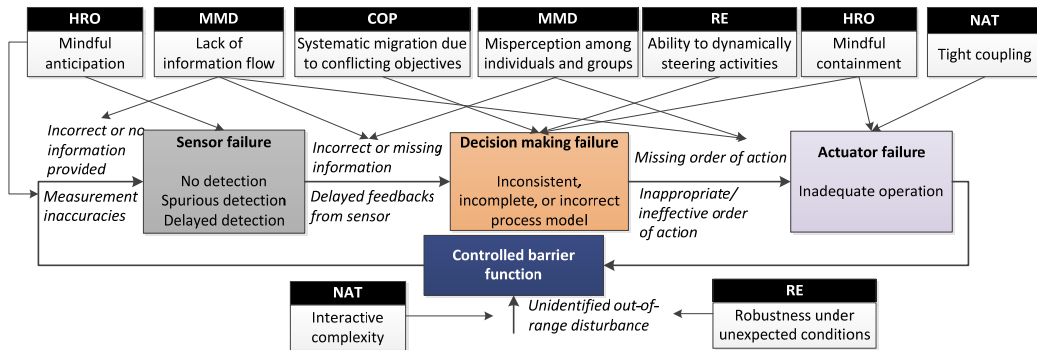 HRO
Mindful
anticipation
MMD
Lack of
information flow
COP
Systematic migration due
to conflicting objectives
MMD
Misperception among
individuals and groups
RE
Ability to dynamically
steering activities
HRO
Mindful
containment
NAT
Tight coupling
Incorrect or no
information
provided
Measurement
inaccuracies
Sensor failure
No detection
Spurious detection
Delayed detection
Incorrect or missing
information
Delayed feedbacks
from sensor
Decision making failure
Inconsistent,
incomplete, or incorrect
process model
Missing order of action
Inappropriate/
ineffective order
of action
Actuator failure
Inadequate operation
Controlled barrier
function
NAT
Interactive
complexity
Unidentified out-of-
range disturbance
RE
Robustness under
unexpected conditions